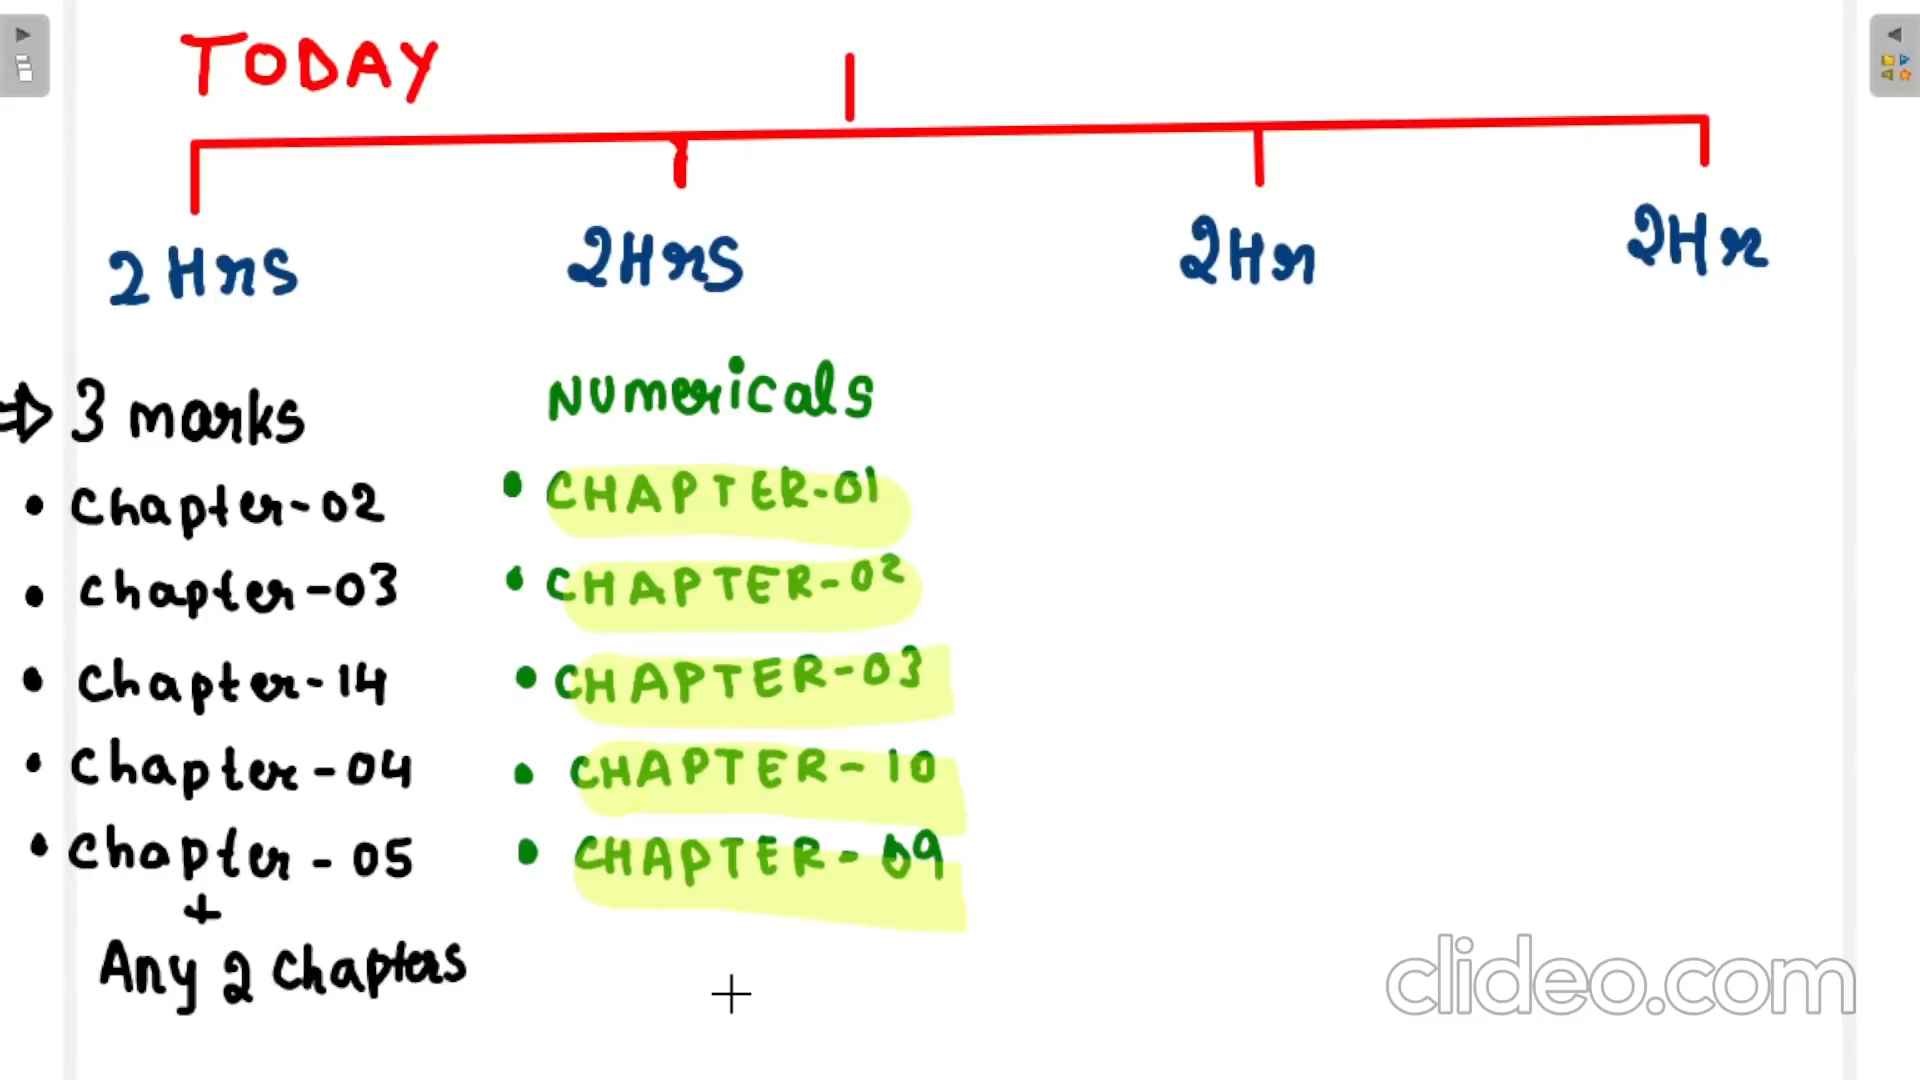 TODAY
2 Hrs 2Hrs 2Hr 2Hr
⇒ 3 marks
• Chapter-02
• Chapter-03
• Chapter-14
• Chapter-04
• Chapter-05
+
Any 2 Chapters
Numericals
• CHAPTER-01
• CHAPTER-02
• CHAPTER-03
• CHAPTER-10
• CHAPTER-09
clideo.com